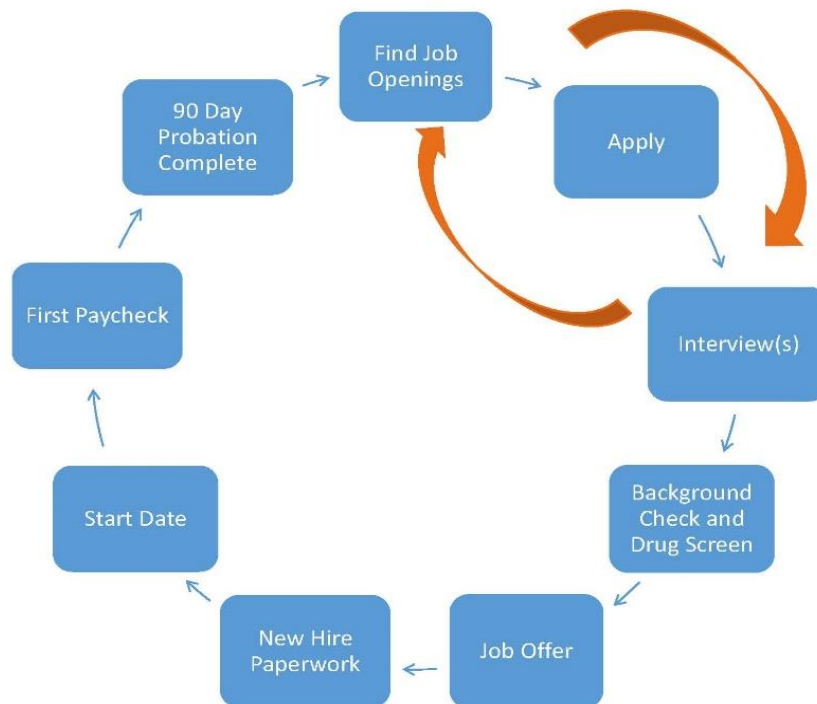 Find Job
Openings
Apply
Interview(s)
Background
Check and
Drug Screen
Job Offer
New Hire
Paperwork
Start Date
First Paycheck
90 Day
Probation
Complete